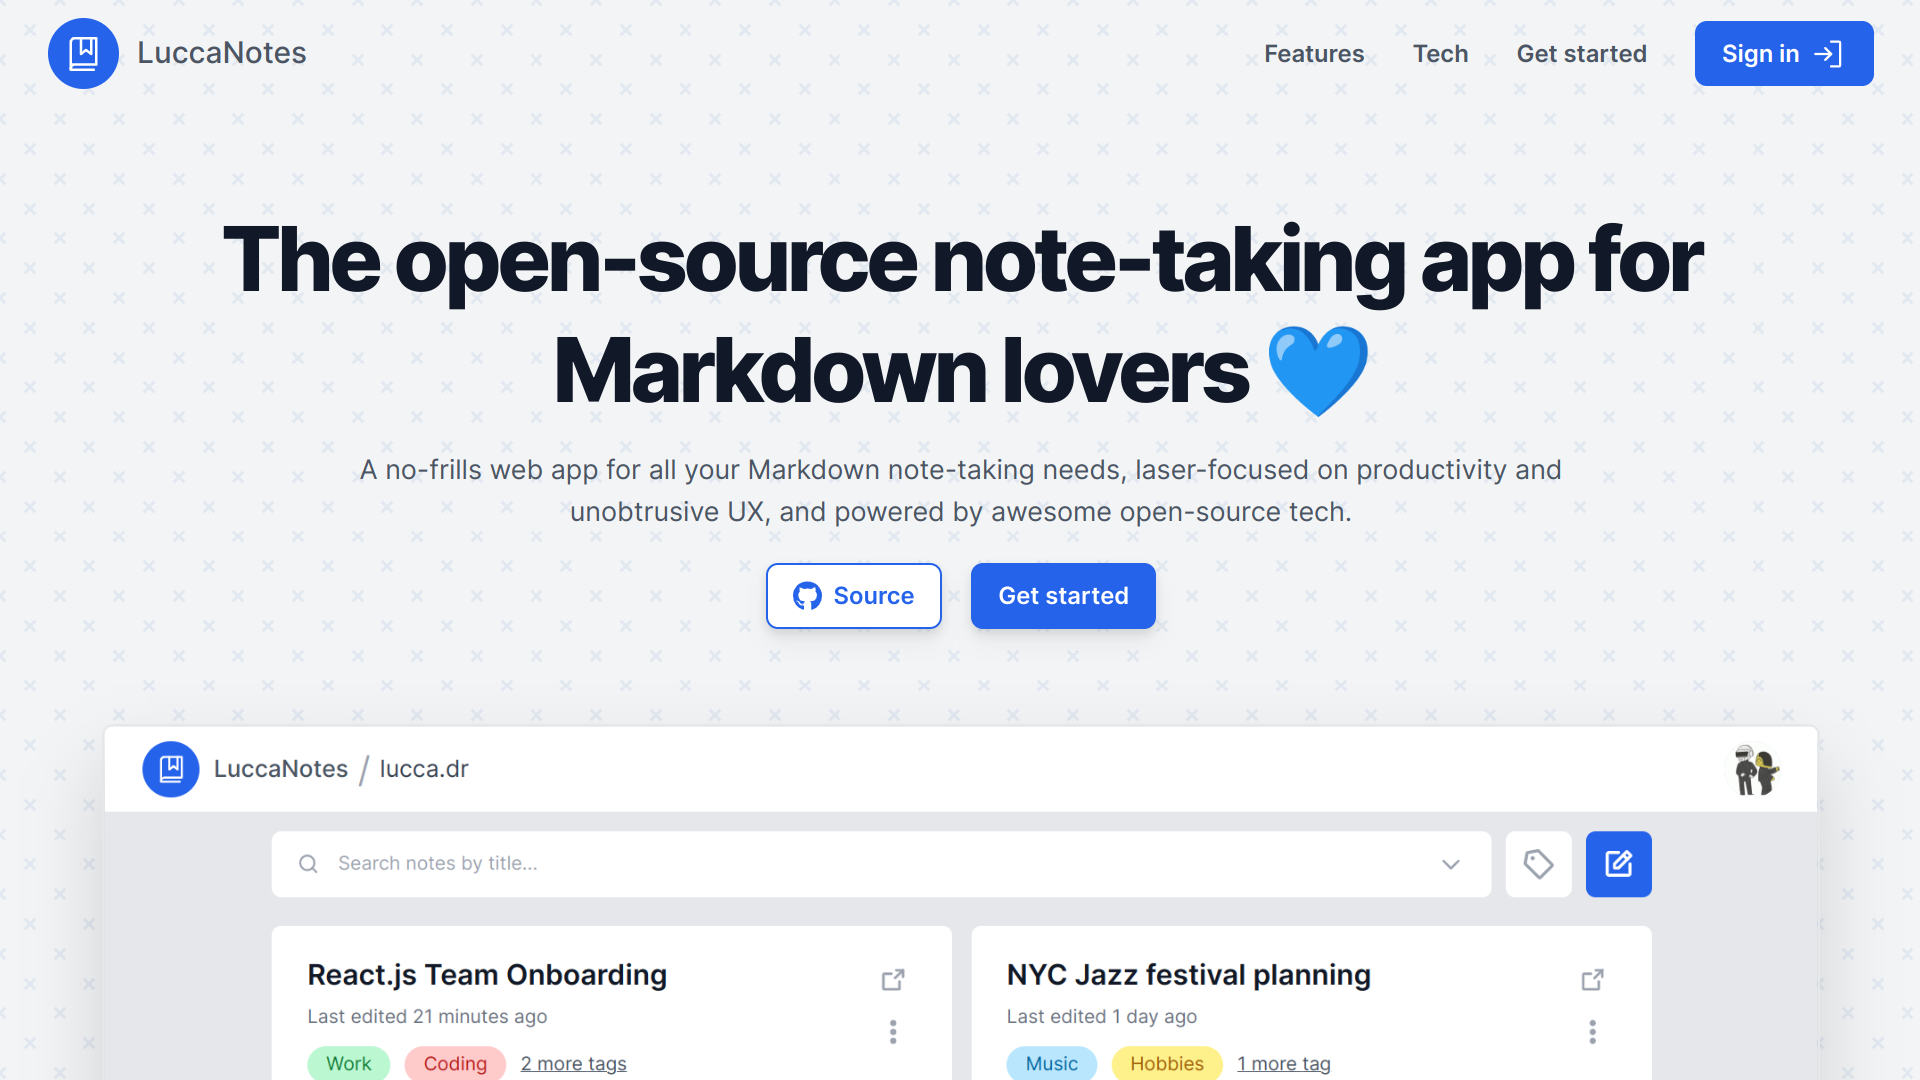 LuccaNotes
Features
Tech
Get started
Sign in
The open-source note-taking app for
Markdown lovers 💙
A no-frills web app for all your Markdown note-taking needs, laser-focused on productivity and
unobtrusive UX, and powered by awesome open-source tech.
Source
Get started
LuccaNotes / lucca.dr
Search notes by title...
React.js Team Onboarding
Last edited 21 minutes ago
Work
Coding
2 more tags
NYC Jazz festival planning
Last edited 1 day ago
Music
Hobbies
1 more tag